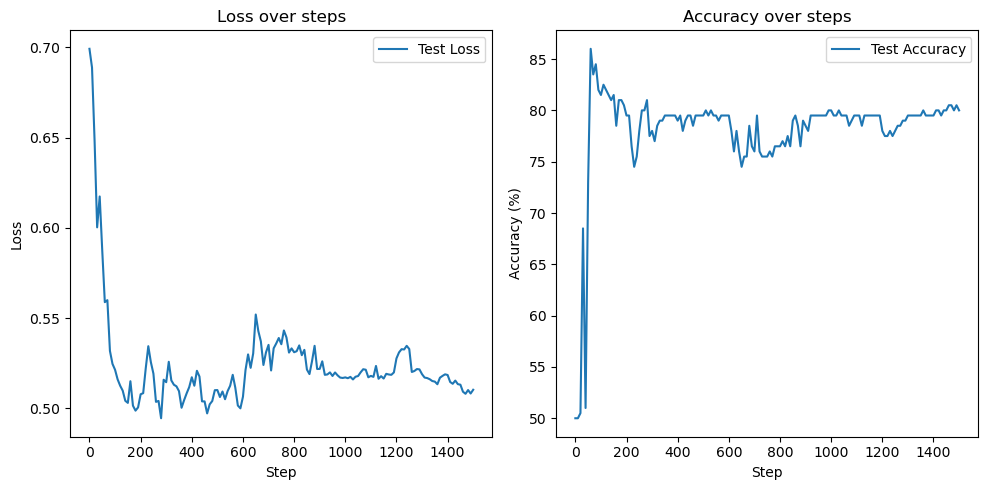 Loss over steps
Test Loss
0.70
0.65
0.60
0.55
0.50
Loss
0 200 400 600 800 1000 1200 1400
Step
Accuracy over steps
Test Accuracy
85
80
75
70
65
60
55
50
Accuracy (%)
0 200 400 600 800 1000 1200 1400
Step